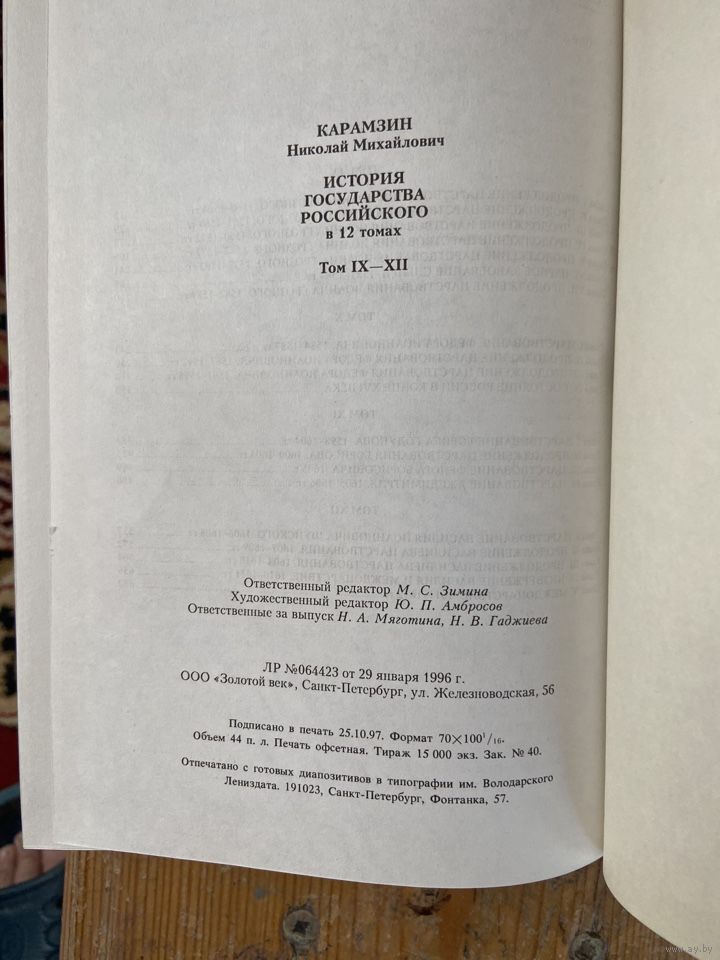 КАРАМЗИН
Николай Михайлович
ИСТОРИЯ
ГОСУДАРСТВА
РОССИЙСКОГО
в 12 томах
Том IX—XII
Ответственный редактор М. С. Зимина
Художественный редактор Ю. П. Амбросов
Ответственные за выпуск Н. А. Мяготина, Н. В. Гаджиева
ЛР №064423 от 29 января 1996 г.
ООО «Золотой век», Санкт-Петербург, ул. Железноводская, 56
Подписано в печать 25.10.97. Формат 70×100¹/₁₆.
Объем 44 п. л. Печать офсетная. Тираж 15 000 экз. Зак. № 40.
Отпечатано с готовых диапозитивов в типографии им. Володарского
Лениздата. 191023, Санкт-Петербург, Фонтанка, 57.
www.ay.by